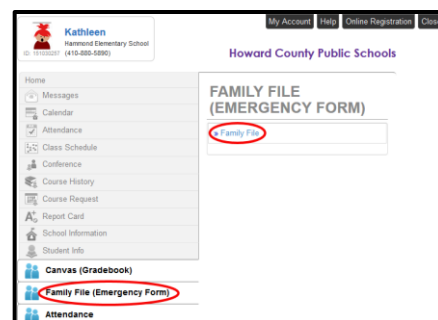 My Account Help Online Registration Clos
Kathleen
Hammond Elementary School
(410-880-5890)
Howard County Public Schools
Home
Messages
Calendar
Attendance
Class Schedule
Conference
Course History
Course Request
Report Card
School Information
Student Info
Canvas (Gradebook)
Family File (Emergency Form)
Attendance
FAMILY FILE
(EMERGENCY FORM)
Family File